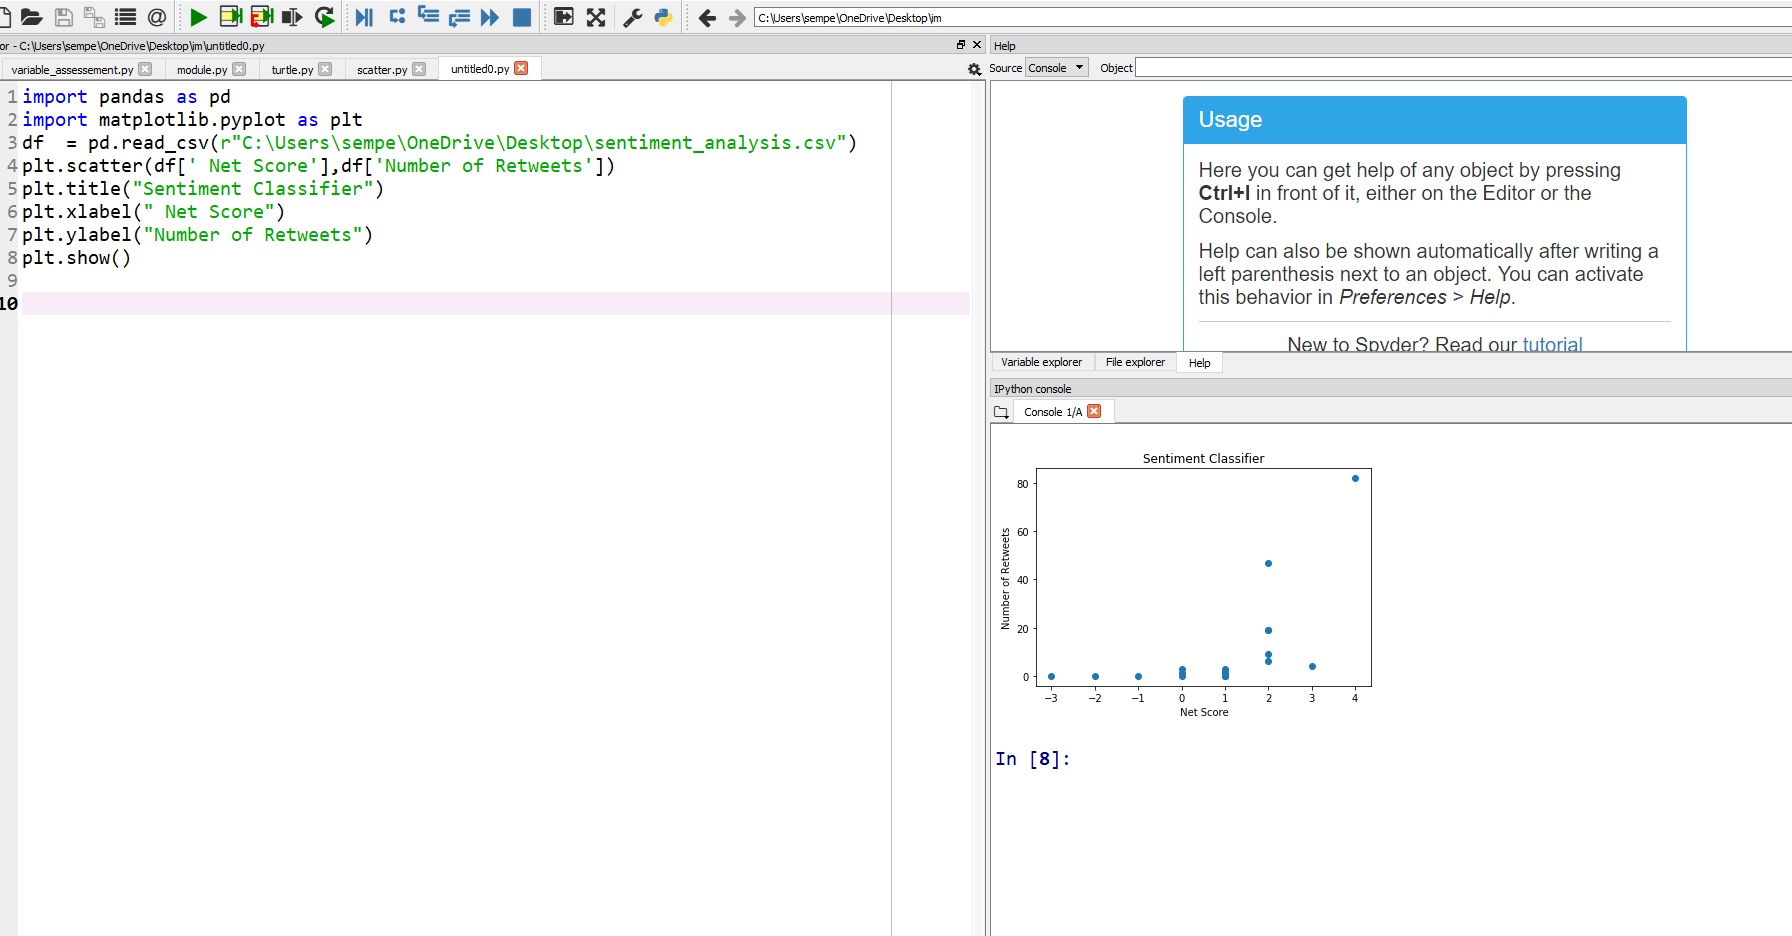 C:\Users\sempe\OneDrive\Desktop\jm
or - C:\Users\sempe\OneDrive\Desktop\jm\untitled0.py
variable_assessement.py
module.py
turtle.py
scatter.py
untitled0.py
1 import pandas as pd
2 import matplotlib.pyplot as plt
3 df  = pd.read_csv(r"C:\Users\sempe\OneDrive\Desktop\sentiment_analysis.csv")
4 plt.scatter(df[' Net Score'],df['Number of Retweets'])
5 plt.title("Sentiment Classifier")
6 plt.xlabel(" Net Score")
7 plt.ylabel("Number of Retweets")
8 plt.show()
9
10
Help
Source Console Object
Usage
Here you can get help of any object by pressing
Ctrl+I in front of it, either on the Editor or the
Console.
Help can also be shown automatically after writing a
left parenthesis next to an object. You can activate
this behavior in Preferences > Help.
New to Spyder? Read our tutorial
Variable explorer File explorer Help
IPython console
Console 1/A
Sentiment Classifier
Number of Retweets
80
60
40
20
0
−3 −2 −1 0 1 2 3 4
Net Score
In [8]: